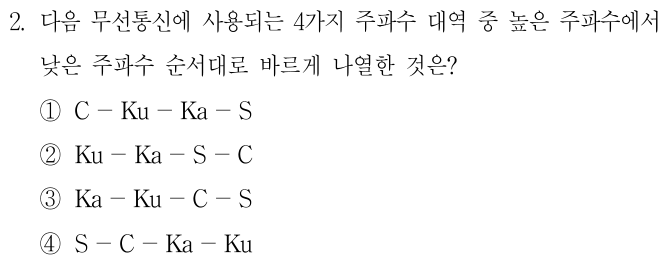 2. 다음 무선통신에 사용되는 4가지 주파수 대역 중 높은 주파수에서
낮은 주파수 순서대로 바르게 나열한 것은?
① C - Ku - Ka - S
② Ku - Ka - S - C
③ Ka - Ku - C - S
④ S - C - Ka - Ku